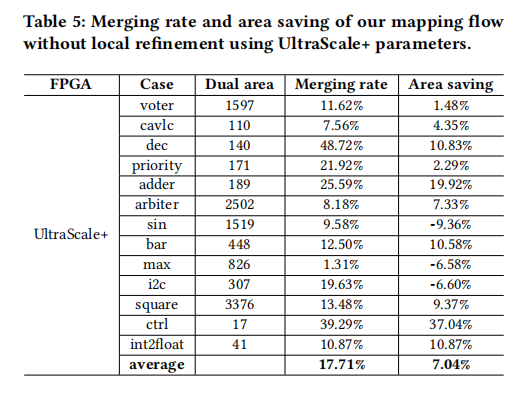 Table 5: Merging rate and area saving of our mapping flow
without local refinement using UltraScale+ parameters.
FPGA Case Dual area Merging rate Area saving
voter 1597 11.62% 1.48%
cavlc 110 7.56% 4.35%
dec 140 48.72% 10.83%
priority 171 21.92% 2.29%
adder 189 25.59% 19.92%
arbiter 2502 8.18% 7.33%
sin 1519 9.58% -9.36%
UltraScale+
bar 448 12.50% 10.58%
max 826 1.31% -6.58%
i2c 307 19.63% -6.60%
square 3376 13.48% 9.37%
ctrl 17 39.29% 37.04%
int2float 41 10.87% 10.87%
average 17.71% 7.04%